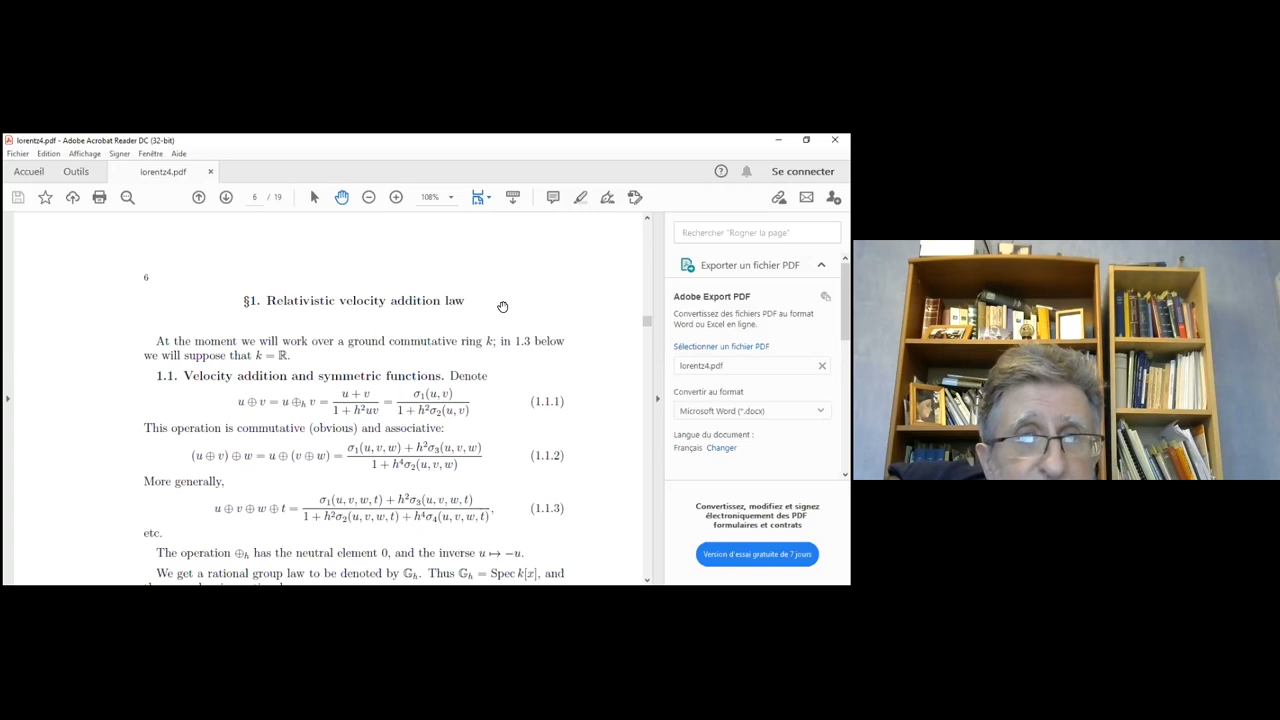 lorentz4.pdf - Adobe Acrobat Reader DC (32-bit)
Fichier Edition Affichage Signer Fenêtre Aide
Accueil Outils lorentz4.pdf × ? Se connecter
6 / 19 108%
6
§1. Relativistic velocity addition law
At the moment we will work over a ground commutative ring k; in 1.3 below
we will suppose that k = ℝ.
1.1. Velocity addition and symmetric functions. Denote
u ⊕ v = u ⊕ₕ v = (u + v)/(1 + h²uv) = σ₁(u, v)/(1 + h²σ₂(u, v)) (1.1.1)
This operation is commutative (obvious) and associative:
(u ⊕ v) ⊕ w = u ⊕ (v ⊕ w) = (σ₁(u, v, w) + h²σ₃(u, v, w))/(1 + h⁴σ₂(u, v, w)) (1.1.2)
More generally,
u ⊕ v ⊕ w ⊕ t = (σ₁(u, v, w, t) + h²σ₃(u, v, w, t))/(1 + h²σ₂(u, v, w, t) + h⁴σ₄(u, v, w, t)), (1.1.3)
etc.
The operation ⊕ₕ has the neutral element 0, and the inverse u ↦ −u.
We get a rational group law to be denoted by 𝔾ₕ. Thus 𝔾ₕ = Spec k[x], and
Rechercher "Rogner la page"
Exporter un fichier PDF
Adobe Export PDF
Convertissez des fichiers PDF au format
Word ou Excel en ligne.
Sélectionner un fichier PDF
lorentz4.pdf ×
Convertir au format
Microsoft Word (*.docx)
Langue du document :
Français Changer
Convertissez, modifiez et signez
électroniquement des PDF
formulaires et contrats
Version d'essai gratuite de 7 jours